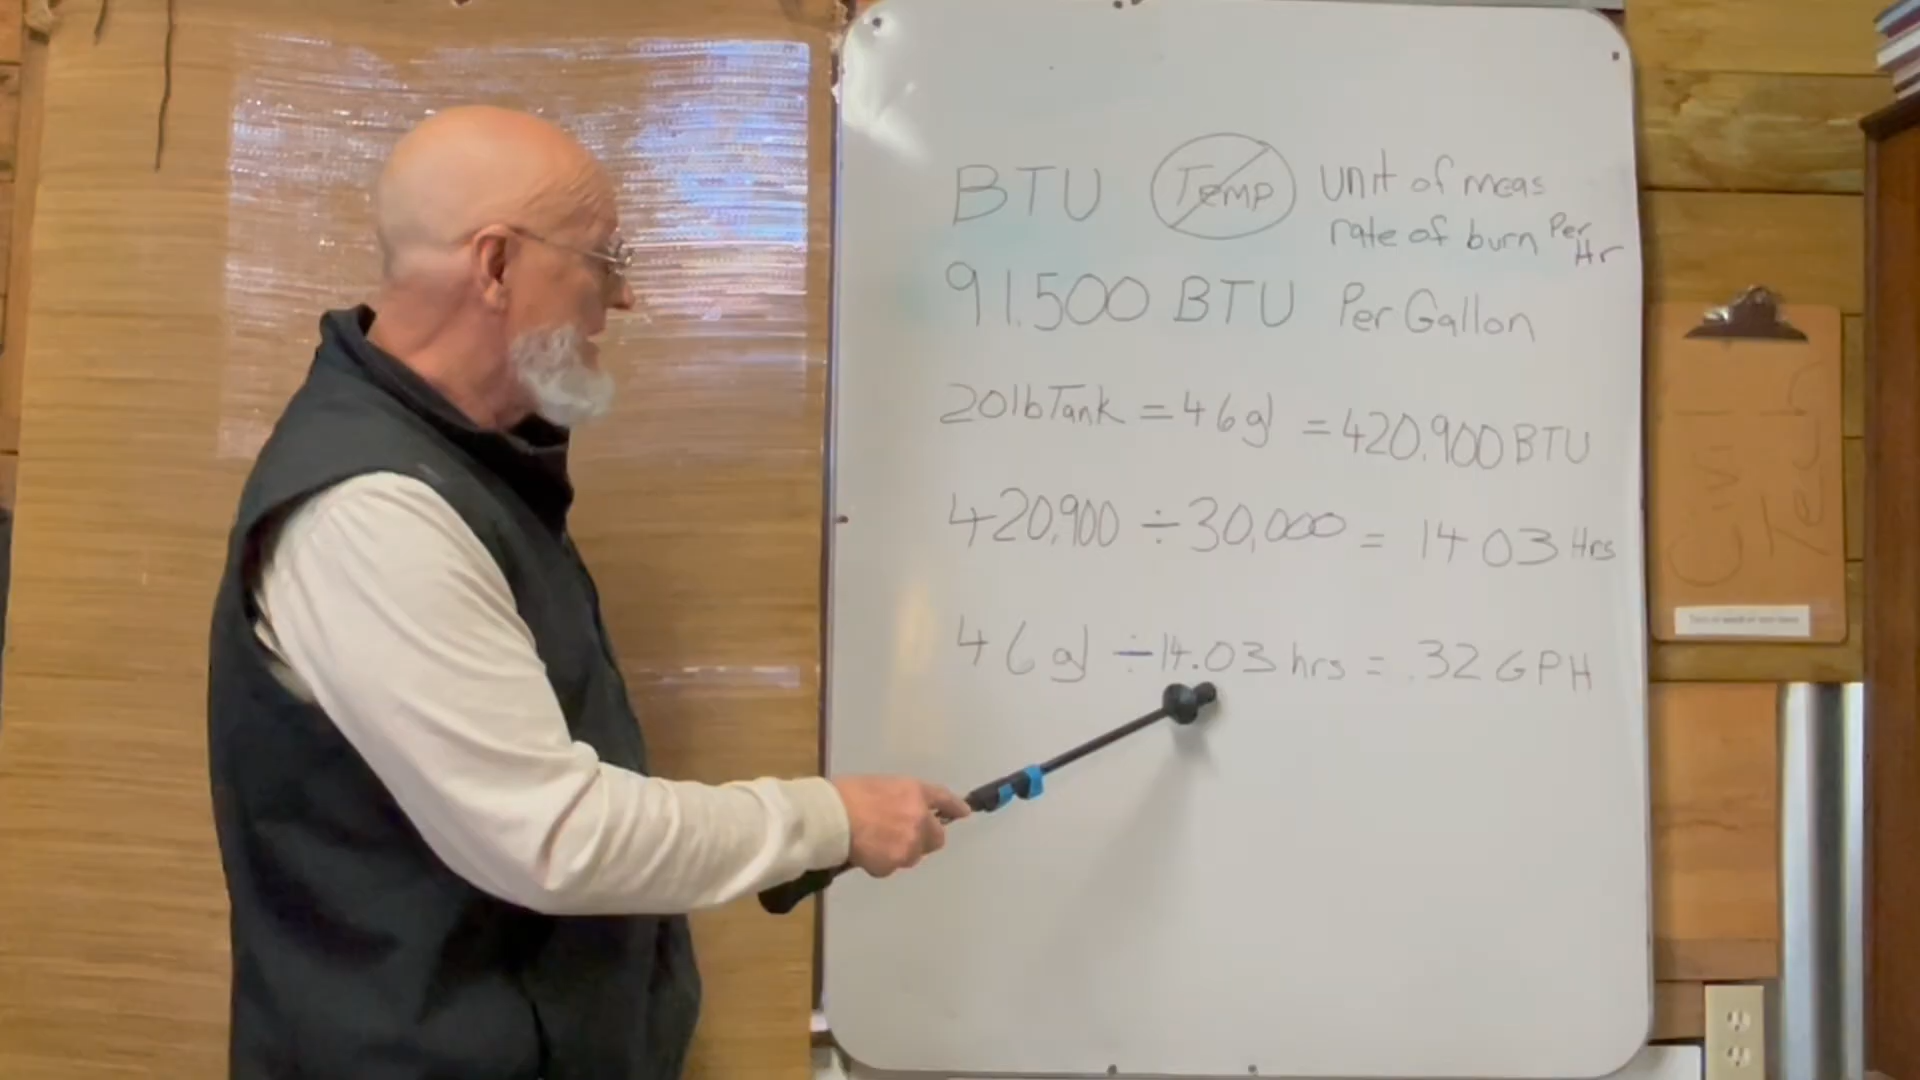 BTU Temp unit of meas
rate of burn Per Hr
91.500 BTU Per Gallon
20lb Tank = 4 6 gl = 420.900 BTU
420,900 ÷ 30,000 = 14 03 Hrs
4 6 gl ÷ 14.03 hrs = .32 GPH
Civil
Tech